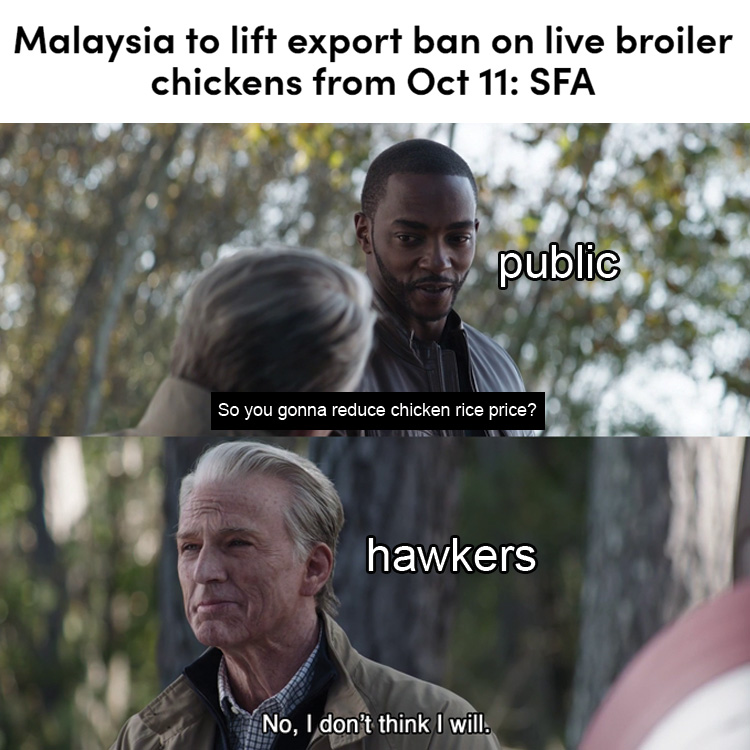 Malaysia to lift export ban on live broiler
chickens from Oct 11: SFA
public
So you gonna reduce chicken rice price?
hawkers
No, I don't think I will.